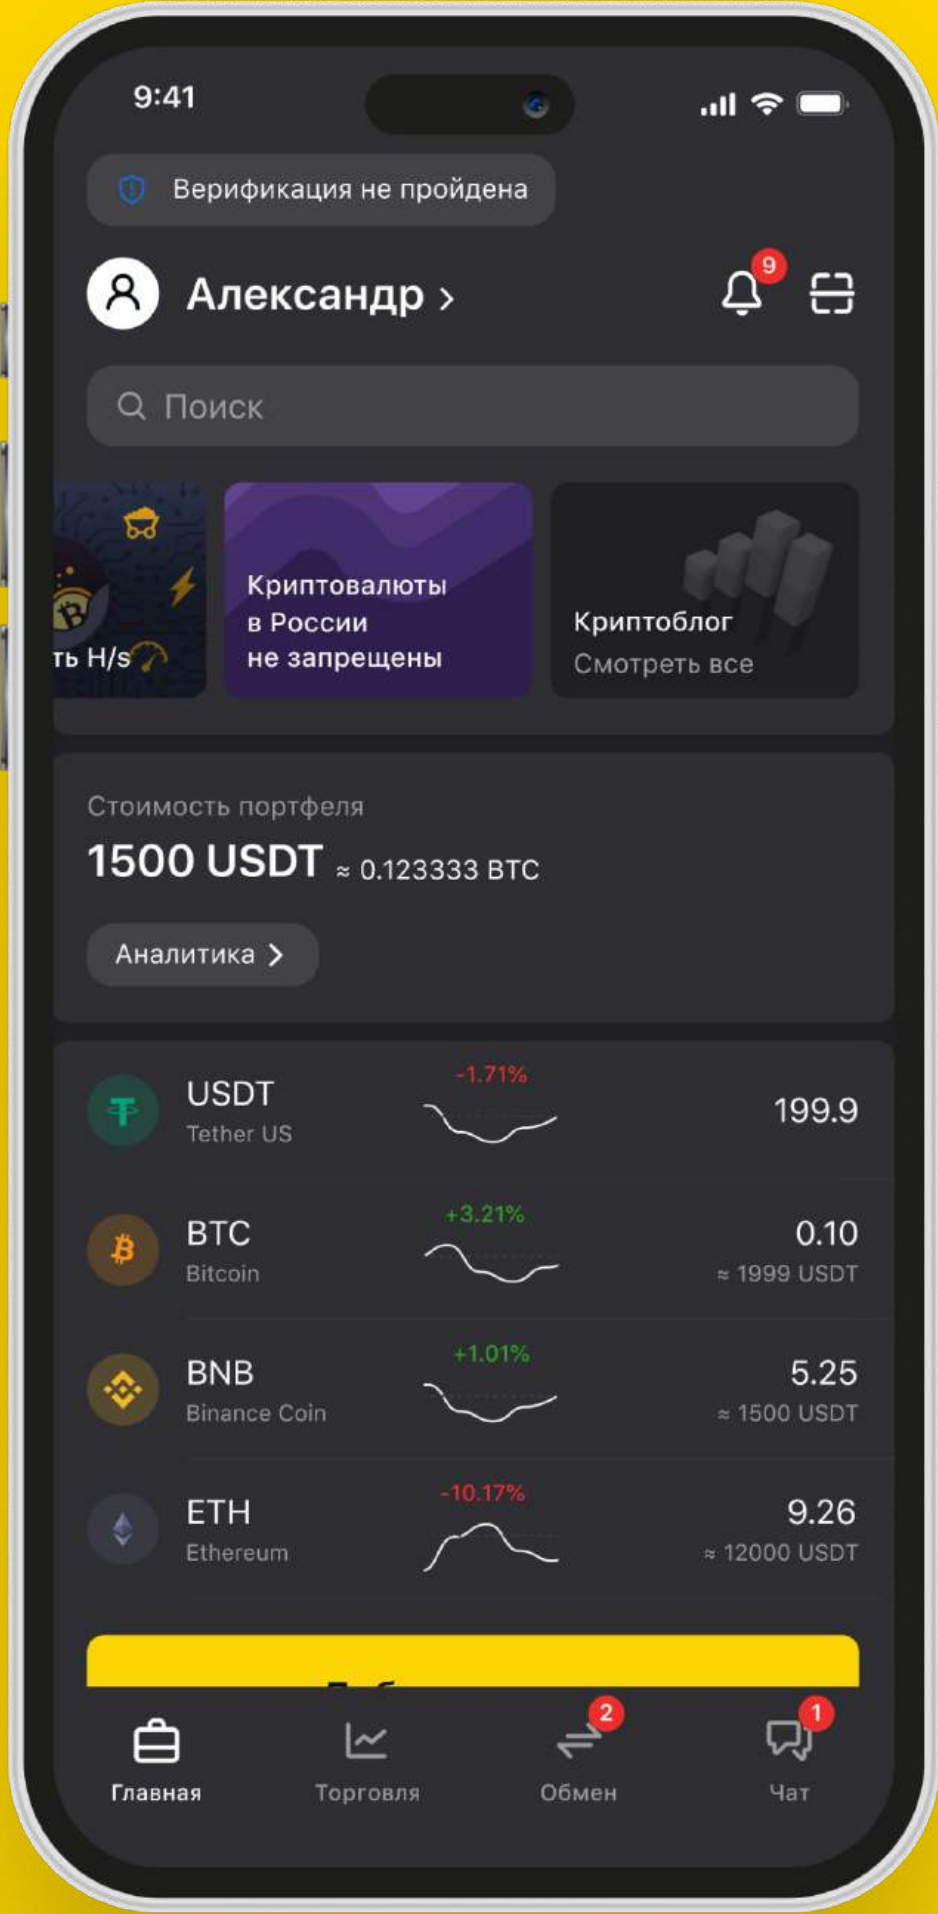 9:41
Верификация не пройдена
Александр
9
Поиск
ть H/s
Криптовалюты
в России
не запрещены
Криптоблог
Смотреть все
Стоимость портфеля
1500 USDT ≈ 0.123333 BTC
Аналитика
USDT
Tether US
-1.71%
199.9
BTC
Bitcoin
+3.21%
0.10
≈ 1999 USDT
BNB
Binance Coin
+1.01%
5.25
≈ 1500 USDT
ETH
Ethereum
-10.17%
9.26
≈ 12000 USDT
2
1
Главная
Торговля
Обмен
Чат